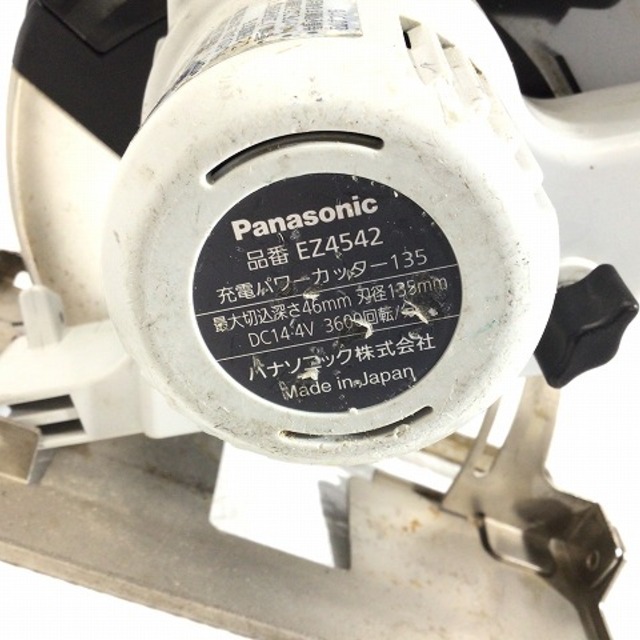 Panasonic
品番 EZ4542
充電パワーカッター135
最大切込深さ46mm 刃径135mm
DC14.4V 3600回転/分
パナソニック株式会社
Made in Japan